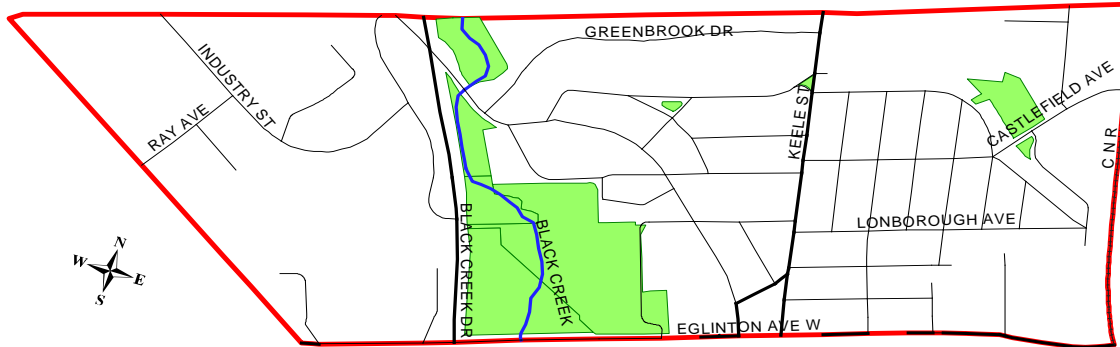 GREENBROOK DR
INDUSTRY ST
RAY AVE
KEELE ST
CASTLEFIELD AVE
CNR
LONBOROUGH AVE
BLACK CREEK DR
BLACK CREEK
EGLINTON AVE W
N
W
E
S